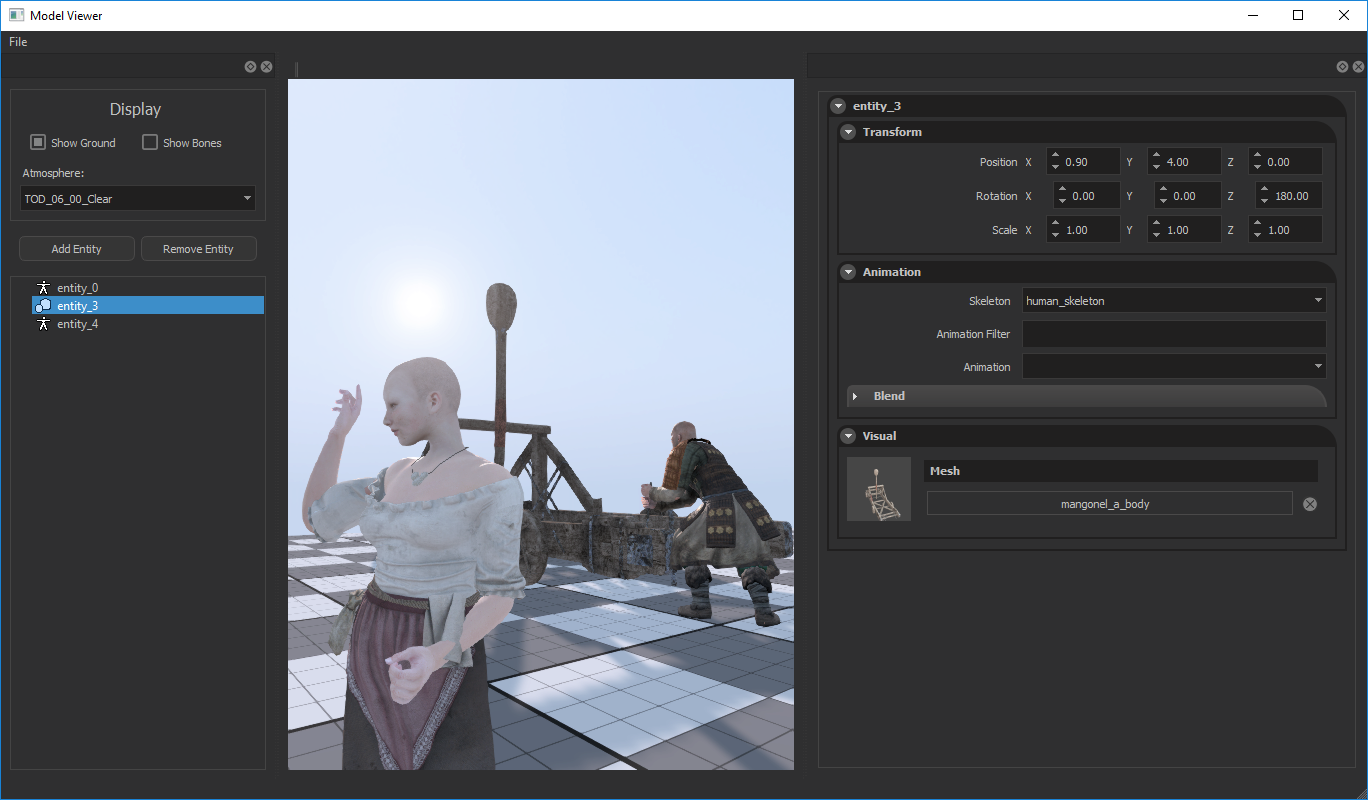 Model Viewer
File
Display
Show Ground Show Bones
Atmosphere:
TOD_06_00_Clear
Add Entity Remove Entity
entity_0
entity_3
entity_4
entity_3
Transform
Position X 0.90 Y 4.00 Z 0.00
Rotation X 0.00 Y 0.00 Z 180.00
Scale X 1.00 Y 1.00 Z 1.00
Animation
Skeleton human_skeleton
Animation Filter
Animation
Blend
Visual
Mesh
mangonel_a_body